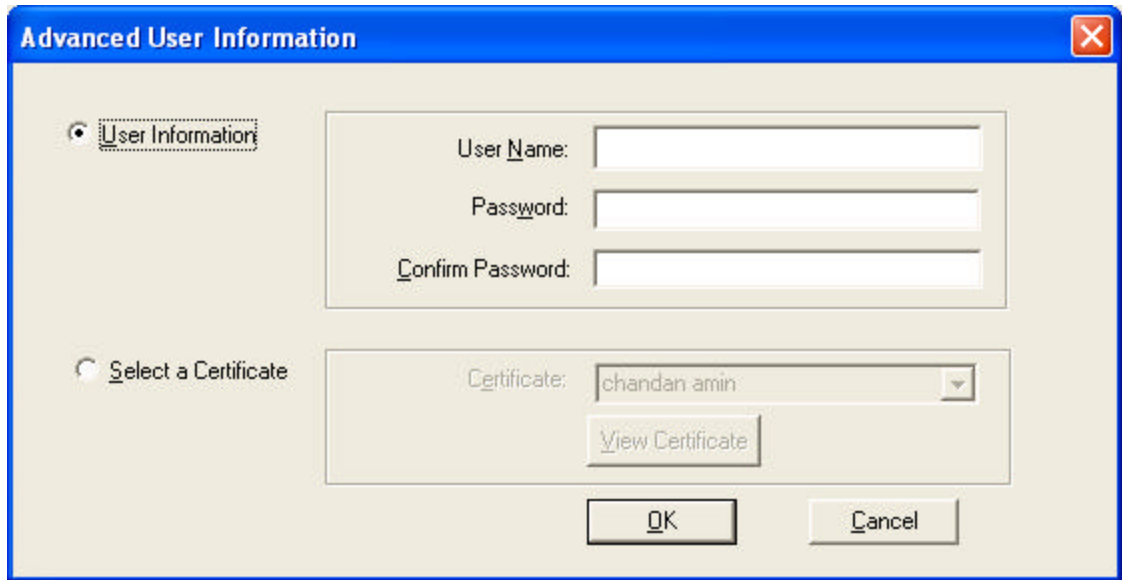 Advanced User Information
User Information
User Name:
Password:
Confirm Password:
Select a Certificate
Certificate: chandan amin
View Certificate
OK Cancel